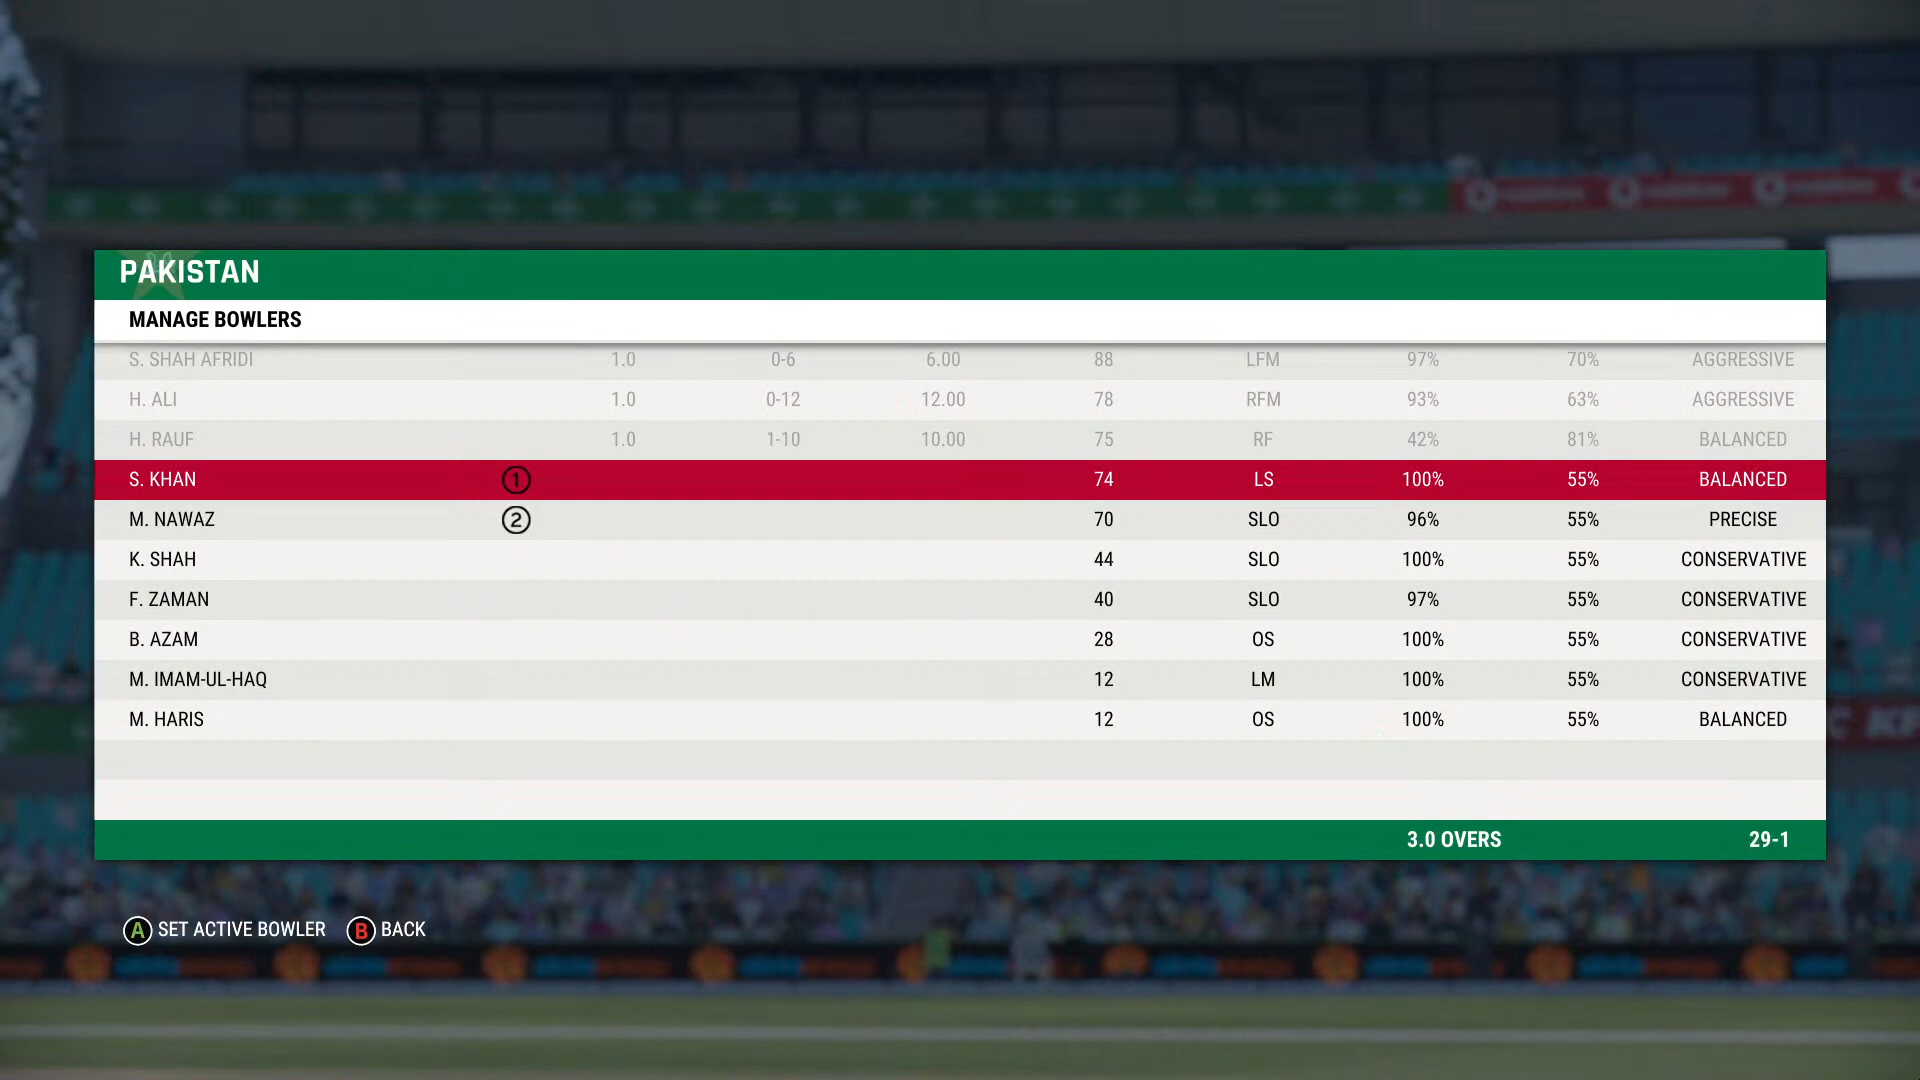 PAKISTAN
MANAGE BOWLERS
S. SHAH AFRIDI 1.0 0-6 6.00 88 LFM 97% 70% AGGRESSIVE
H. ALI 1.0 0-12 12.00 78 RFM 93% 63% AGGRESSIVE
H. RAUF 1.0 1-10 10.00 75 RF 42% 81% BALANCED
S. KHAN 1 74 LS 100% 55% BALANCED
M. NAWAZ 2 70 SLO 96% 55% PRECISE
K. SHAH 44 SLO 100% 55% CONSERVATIVE
F. ZAMAN 40 SLO 97% 55% CONSERVATIVE
B. AZAM 28 OS 100% 55% CONSERVATIVE
M. IMAM-UL-HAQ 12 LM 100% 55% CONSERVATIVE
M. HARIS 12 OS 100% 55% BALANCED
3.0 OVERS 29-1
A SET ACTIVE BOWLER B BACK